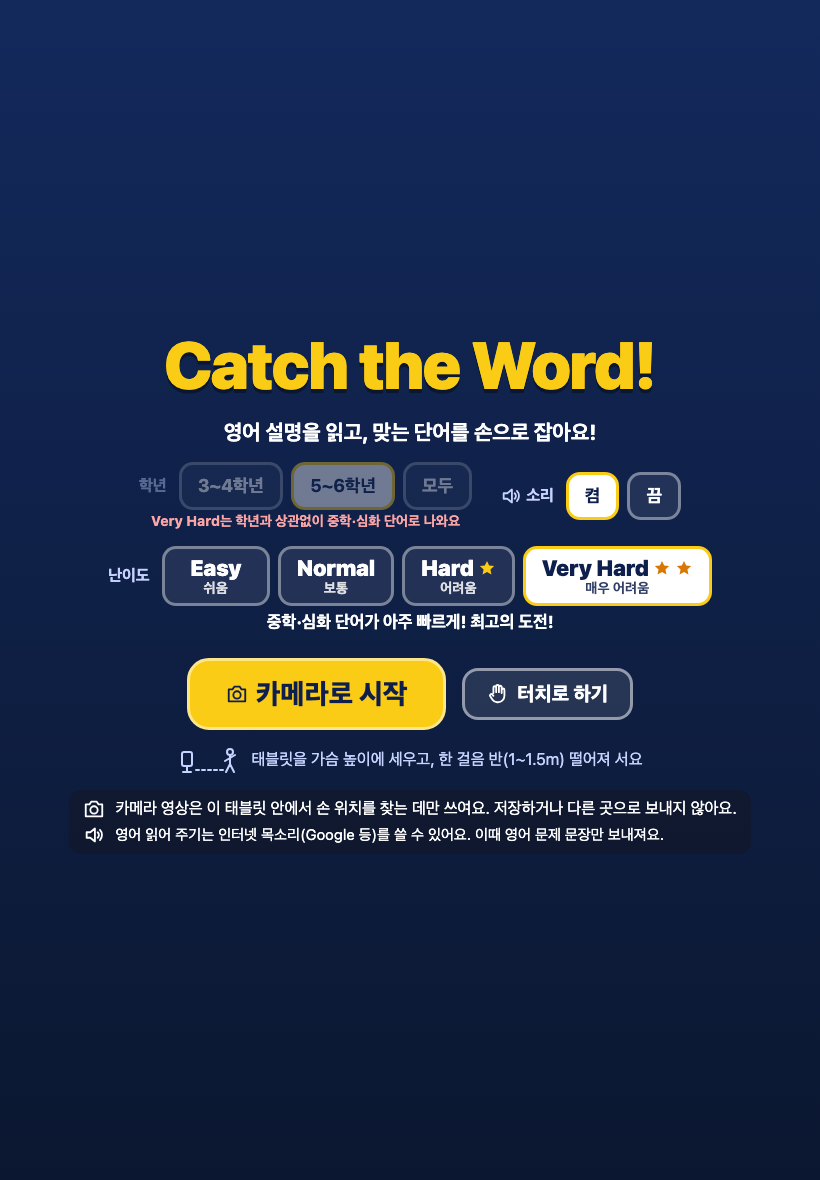 Catch the Word!
영어 설명을 읽고, 맞는 단어를 손으로 잡아요!
학년 3~4학년 5~6학년 모두 소리 켬 끔
Very Hard는 학년과 상관없이 중학·심화 단어로 나와요
난이도 Easy 쉬움 Normal 보통 Hard 어려움 Very Hard 매우 어려움
중학·심화 단어가 아주 빠르게! 최고의 도전!
카메라로 시작 터치로 하기
태블릿을 가슴 높이에 세우고, 한 걸음 반(1~1.5m) 떨어져 서요
카메라 영상은 이 태블릿 안에서 손 위치를 찾는 데만 쓰여요. 저장하거나 다른 곳으로 보내지 않아요.
영어 읽어 주기는 인터넷 목소리(Google 등)를 쓸 수 있어요. 이때 영어 문제 문장만 보내져요.